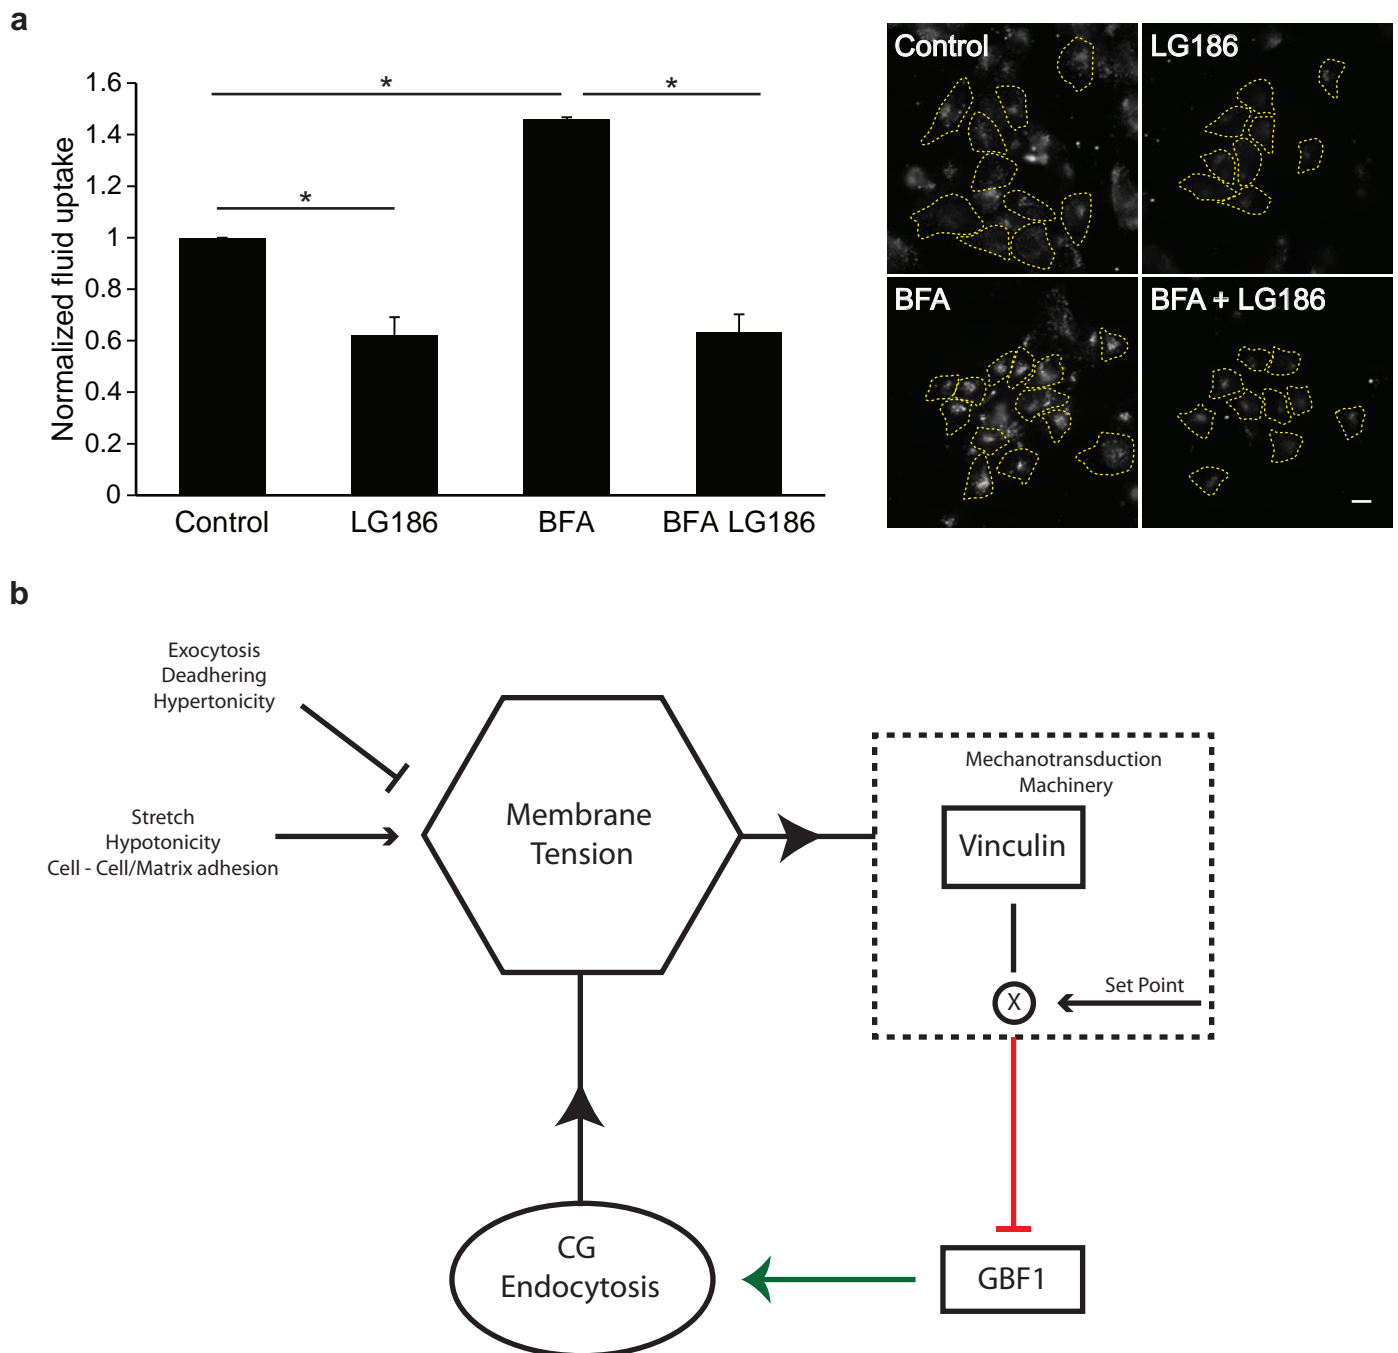 a
1.6
1.4
1.2
1
0.8
0.6
0.4
0.2
0
Normalized fluid uptake
*
*
*
Control
LG186
BFA
BFA LG186
Control
LG186
BFA
BFA + LG186
b
Exocytosis
Deadhering
Hypertonicity
Stretch
Hypotonicity
Cell - Cell/Matrix adhesion
Membrane
Tension
Mechanotransduction
Machinery
Vinculin
X
Set Point
GBF1
CG
Endocytosis